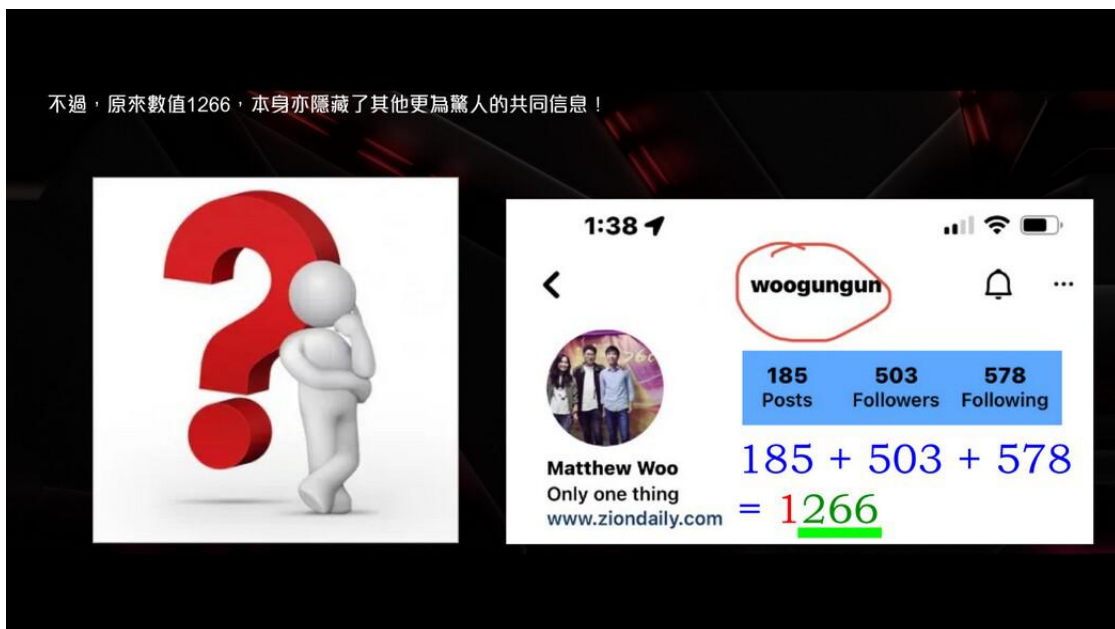 不過，原來數值1266，本身亦隱藏了其他更為驚人的共同信息！
1:38
woogungun
185 503 578
Posts Followers Following
Matthew Woo
Only one thing
www.ziondaily.com
185 + 503 + 578
= 1266